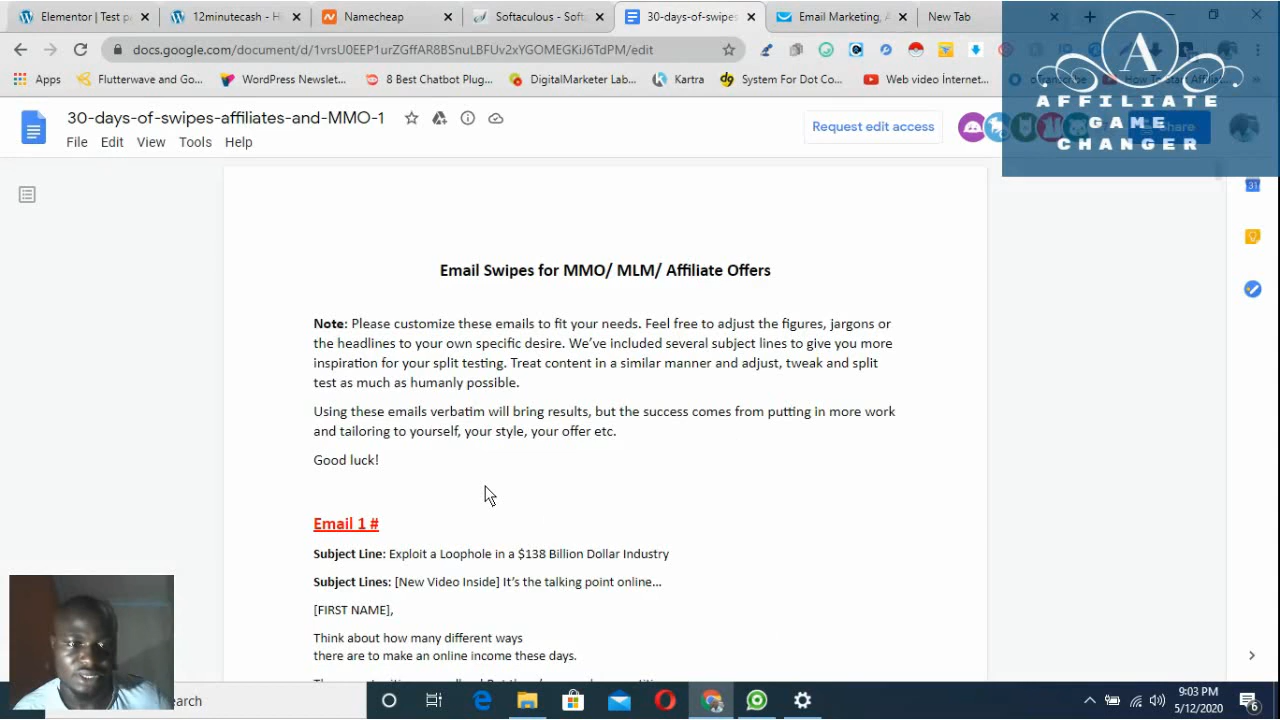 Elementor | Test p
12minutecash - H
Namecheap
Softaculous - Soft
30-days-of-swipes
Email Marketing, A
New Tab
docs.google.com/document/d/1vrsU0EEP1urZGffAR8BSnuLBFUv2xYGOMEGKiJ6TdPM/edit
Apps
Flutterwave and Go...
WordPress Newslet...
8 Best Chatbot Plug...
DigitalMarketer Lab...
Kartra
System For Dot Co...
Web video İnternet...
oTranscribe
How To Start Affilia
A
AFFILIATE
GAME
CHANGER
30-days-of-swipes-affiliates-and-MMO-1
Request edit access
Share
File Edit View Tools Help
31
Email Swipes for MMO/ MLM/ Affiliate Offers
Note: Please customize these emails to fit your needs. Feel free to adjust the figures, jargons or
the headlines to your own specific desire. We've included several subject lines to give you more
inspiration for your split testing. Treat content in a similar manner and adjust, tweak and split
test as much as humanly possible.
Using these emails verbatim will bring results, but the success comes from putting in more work
and tailoring to yourself, your style, your offer etc.
Good luck!
Email 1 #
Subject Line: Exploit a Loophole in a $138 Billion Dollar Industry
Subject Lines: [New Video Inside] It's the talking point online...
[FIRST NAME],
Think about how many different ways
there are to make an online income these days.
earch
9:03 PM
5/12/2020
6